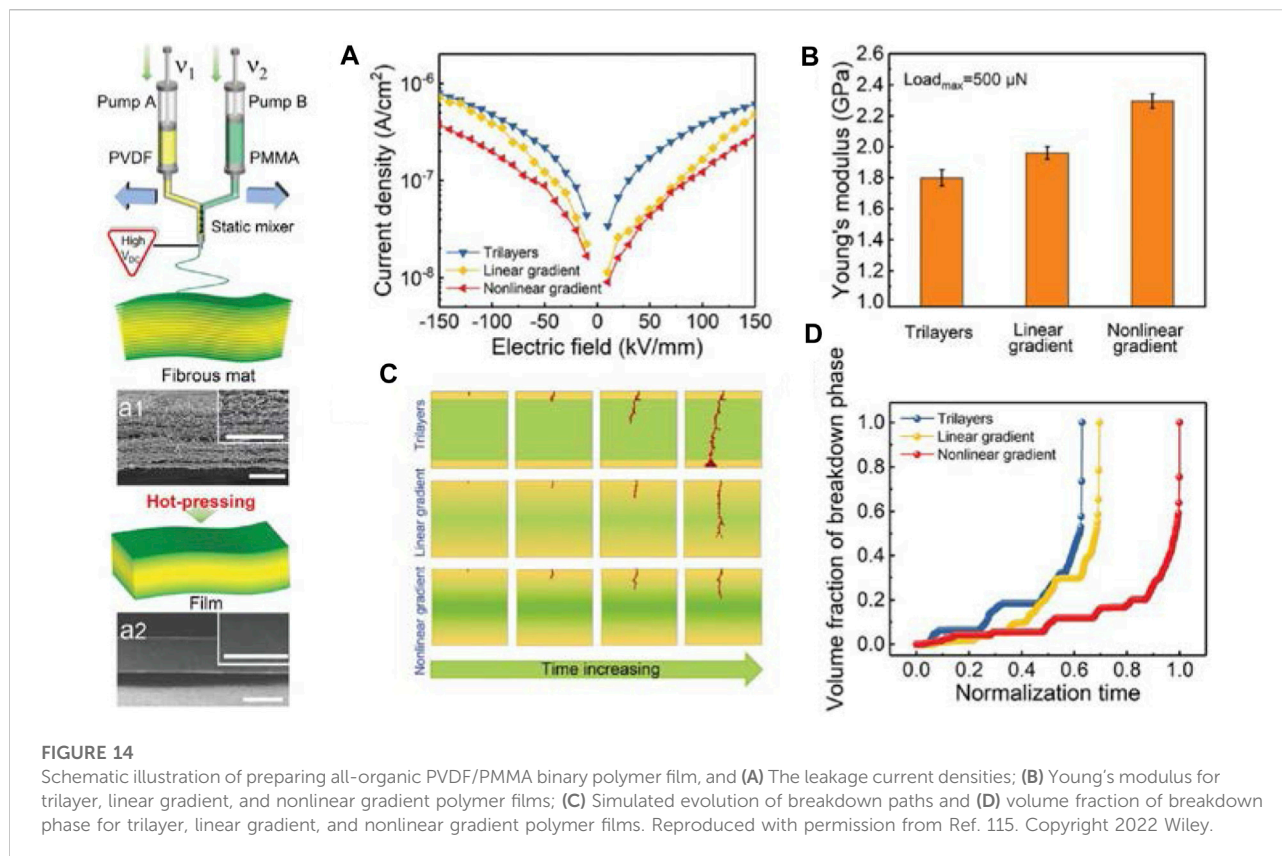 ν1
ν2
Pump A
Pump B
PVDF
PMMA
Static mixer
High
VDC
Fibrous mat
a1
Hot-pressing
Film
a2
A
Current density (A/cm2)
10-6
10-7
10-8
Trilayers
Linear gradient
Nonlinear gradient
-150 -100 -50 0 50 100 150
Electric field (kV/mm)
B
Young's modulus (GPa)
Loadmax=500 μN
2.6
2.4
2.2
2.0
1.8
1.6
1.4
1.2
1.0
Trilayers
Linear
gradient
Nonlinear
gradient
C
Trilayers
Linear gradient
Nonlinear gradient
Time increasing
D
Volume fraction of breakdown phase
1.0
0.8
0.6
0.4
0.2
0.0
Trilayers
Linear gradient
Nonlinear gradient
0.0 0.2 0.4 0.6 0.8 1.0
Normalization time
FIGURE 14
Schematic illustration of preparing all-organic PVDF/PMMA binary polymer film, and (A) The leakage current densities; (B) Young's modulus for
trilayer, linear gradient, and nonlinear gradient polymer films; (C) Simulated evolution of breakdown paths and (D) volume fraction of breakdown
phase for trilayer, linear gradient, and nonlinear gradient polymer films. Reproduced with permission from Ref. 115. Copyright 2022 Wiley.